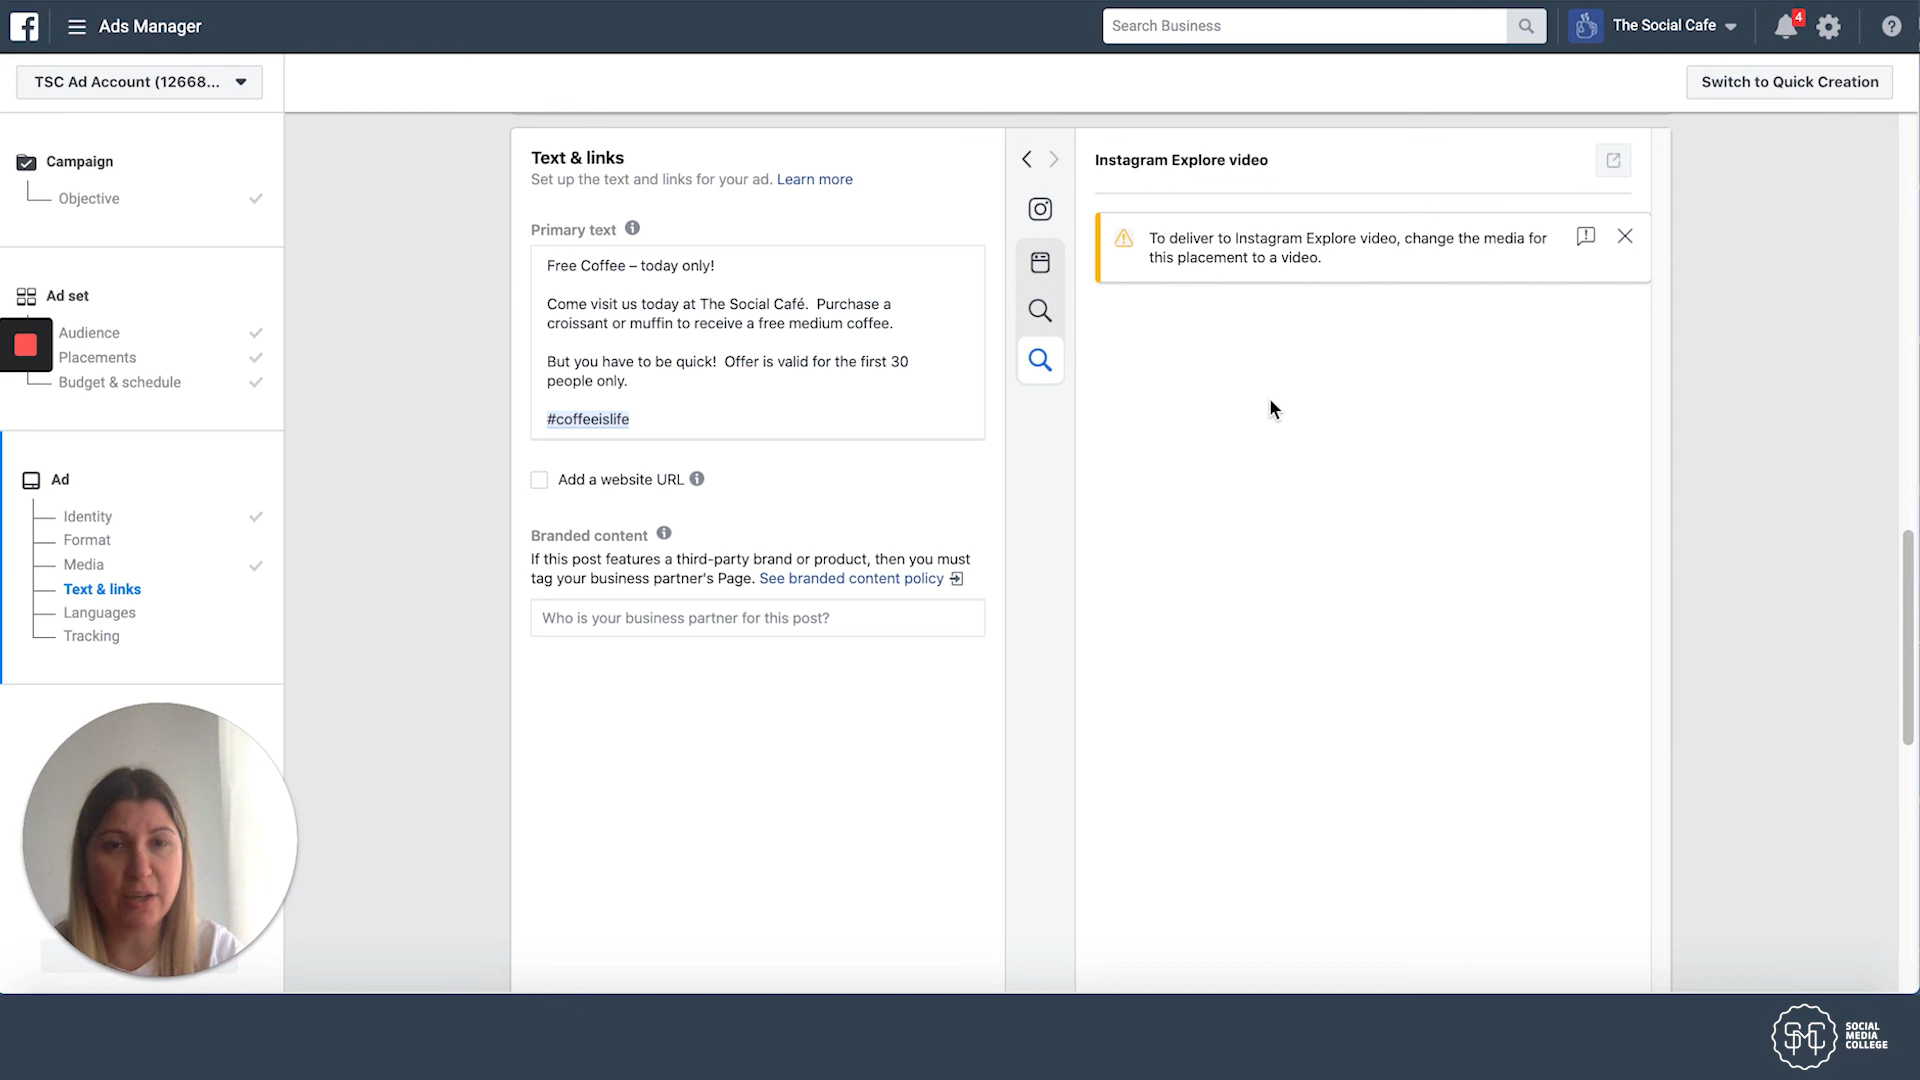 Ads Manager
Search Business
The Social Cafe
4
TSC Ad Account (12668...
Switch to Quick Creation
Campaign
Objective
Ad set
Audience
Placements
Budget & schedule
Ad
Identity
Format
Media
Text & links
Languages
Tracking
Text & links
Set up the text and links for your ad. Learn more
Primary text
Free Coffee – today only!
Come visit us today at The Social Café.  Purchase a
croissant or muffin to receive a free medium coffee.
But you have to be quick!  Offer is valid for the first 30
people only.
#coffeeislife
Add a website URL
Branded content
If this post features a third-party brand or product, then you must
tag your business partner's Page. See branded content policy
Who is your business partner for this post?
Instagram Explore video
To deliver to Instagram Explore video, change the media for
this placement to a video.
SMC
SOCIAL
MEDIA
COLLEGE